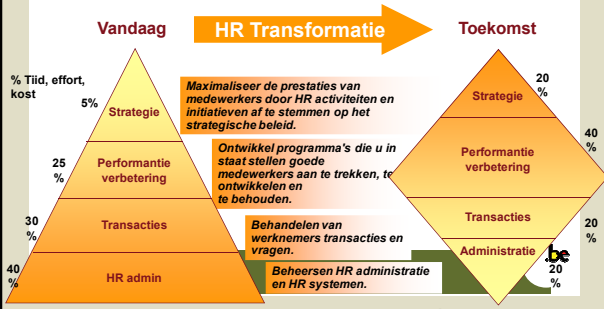 Vandaag
HR Transformatie
Toekomst
% Tiid, effort,
kost
5%
Strategie
25
%
Performantie
verbetering
30
%
Transacties
40
%
HR admin
Maximaliseer de prestaties van
medewerkers door HR activiteiten en
initiatieven af te stemmen op het
strategische beleid.
Ontwikkel programma's die u in
staat stellen goede
medewerkers aan te trekken, te
ontwikkelen en
te behouden.
Behandelen van
werknemers transacties en
vragen.
Beheersen HR administratie
en HR systemen.
20
%
Strategie
40
%
Performantie
verbetering
Transacties
20
%
Administratie
.be
20
%